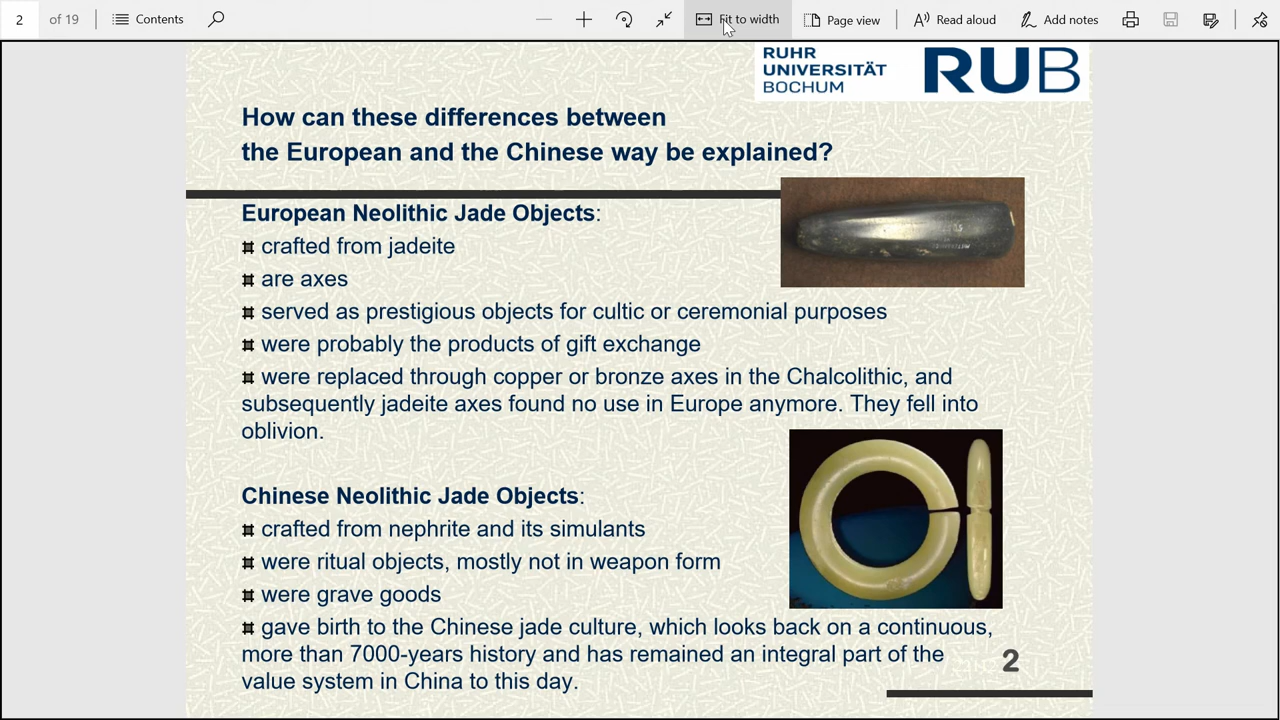 2 of 19 Contents Fit to width Page view Read aloud Add notes
RUHR
UNIVERSITÄT
BOCHUM
RUB
How can these differences between
the European and the Chinese way be explained?
European Neolithic Jade Objects:
crafted from jadeite
are axes
served as prestigious objects for cultic or ceremonial purposes
were probably the products of gift exchange
were replaced through copper or bronze axes in the Chalcolithic, and
subsequently jadeite axes found no use in Europe anymore. They fell into
oblivion.
Chinese Neolithic Jade Objects:
crafted from nephrite and its simulants
were ritual objects, mostly not in weapon form
were grave goods
gave birth to the Chinese jade culture, which looks back on a continuous,
more than 7000-years history and has remained an integral part of the
value system in China to this day.
2